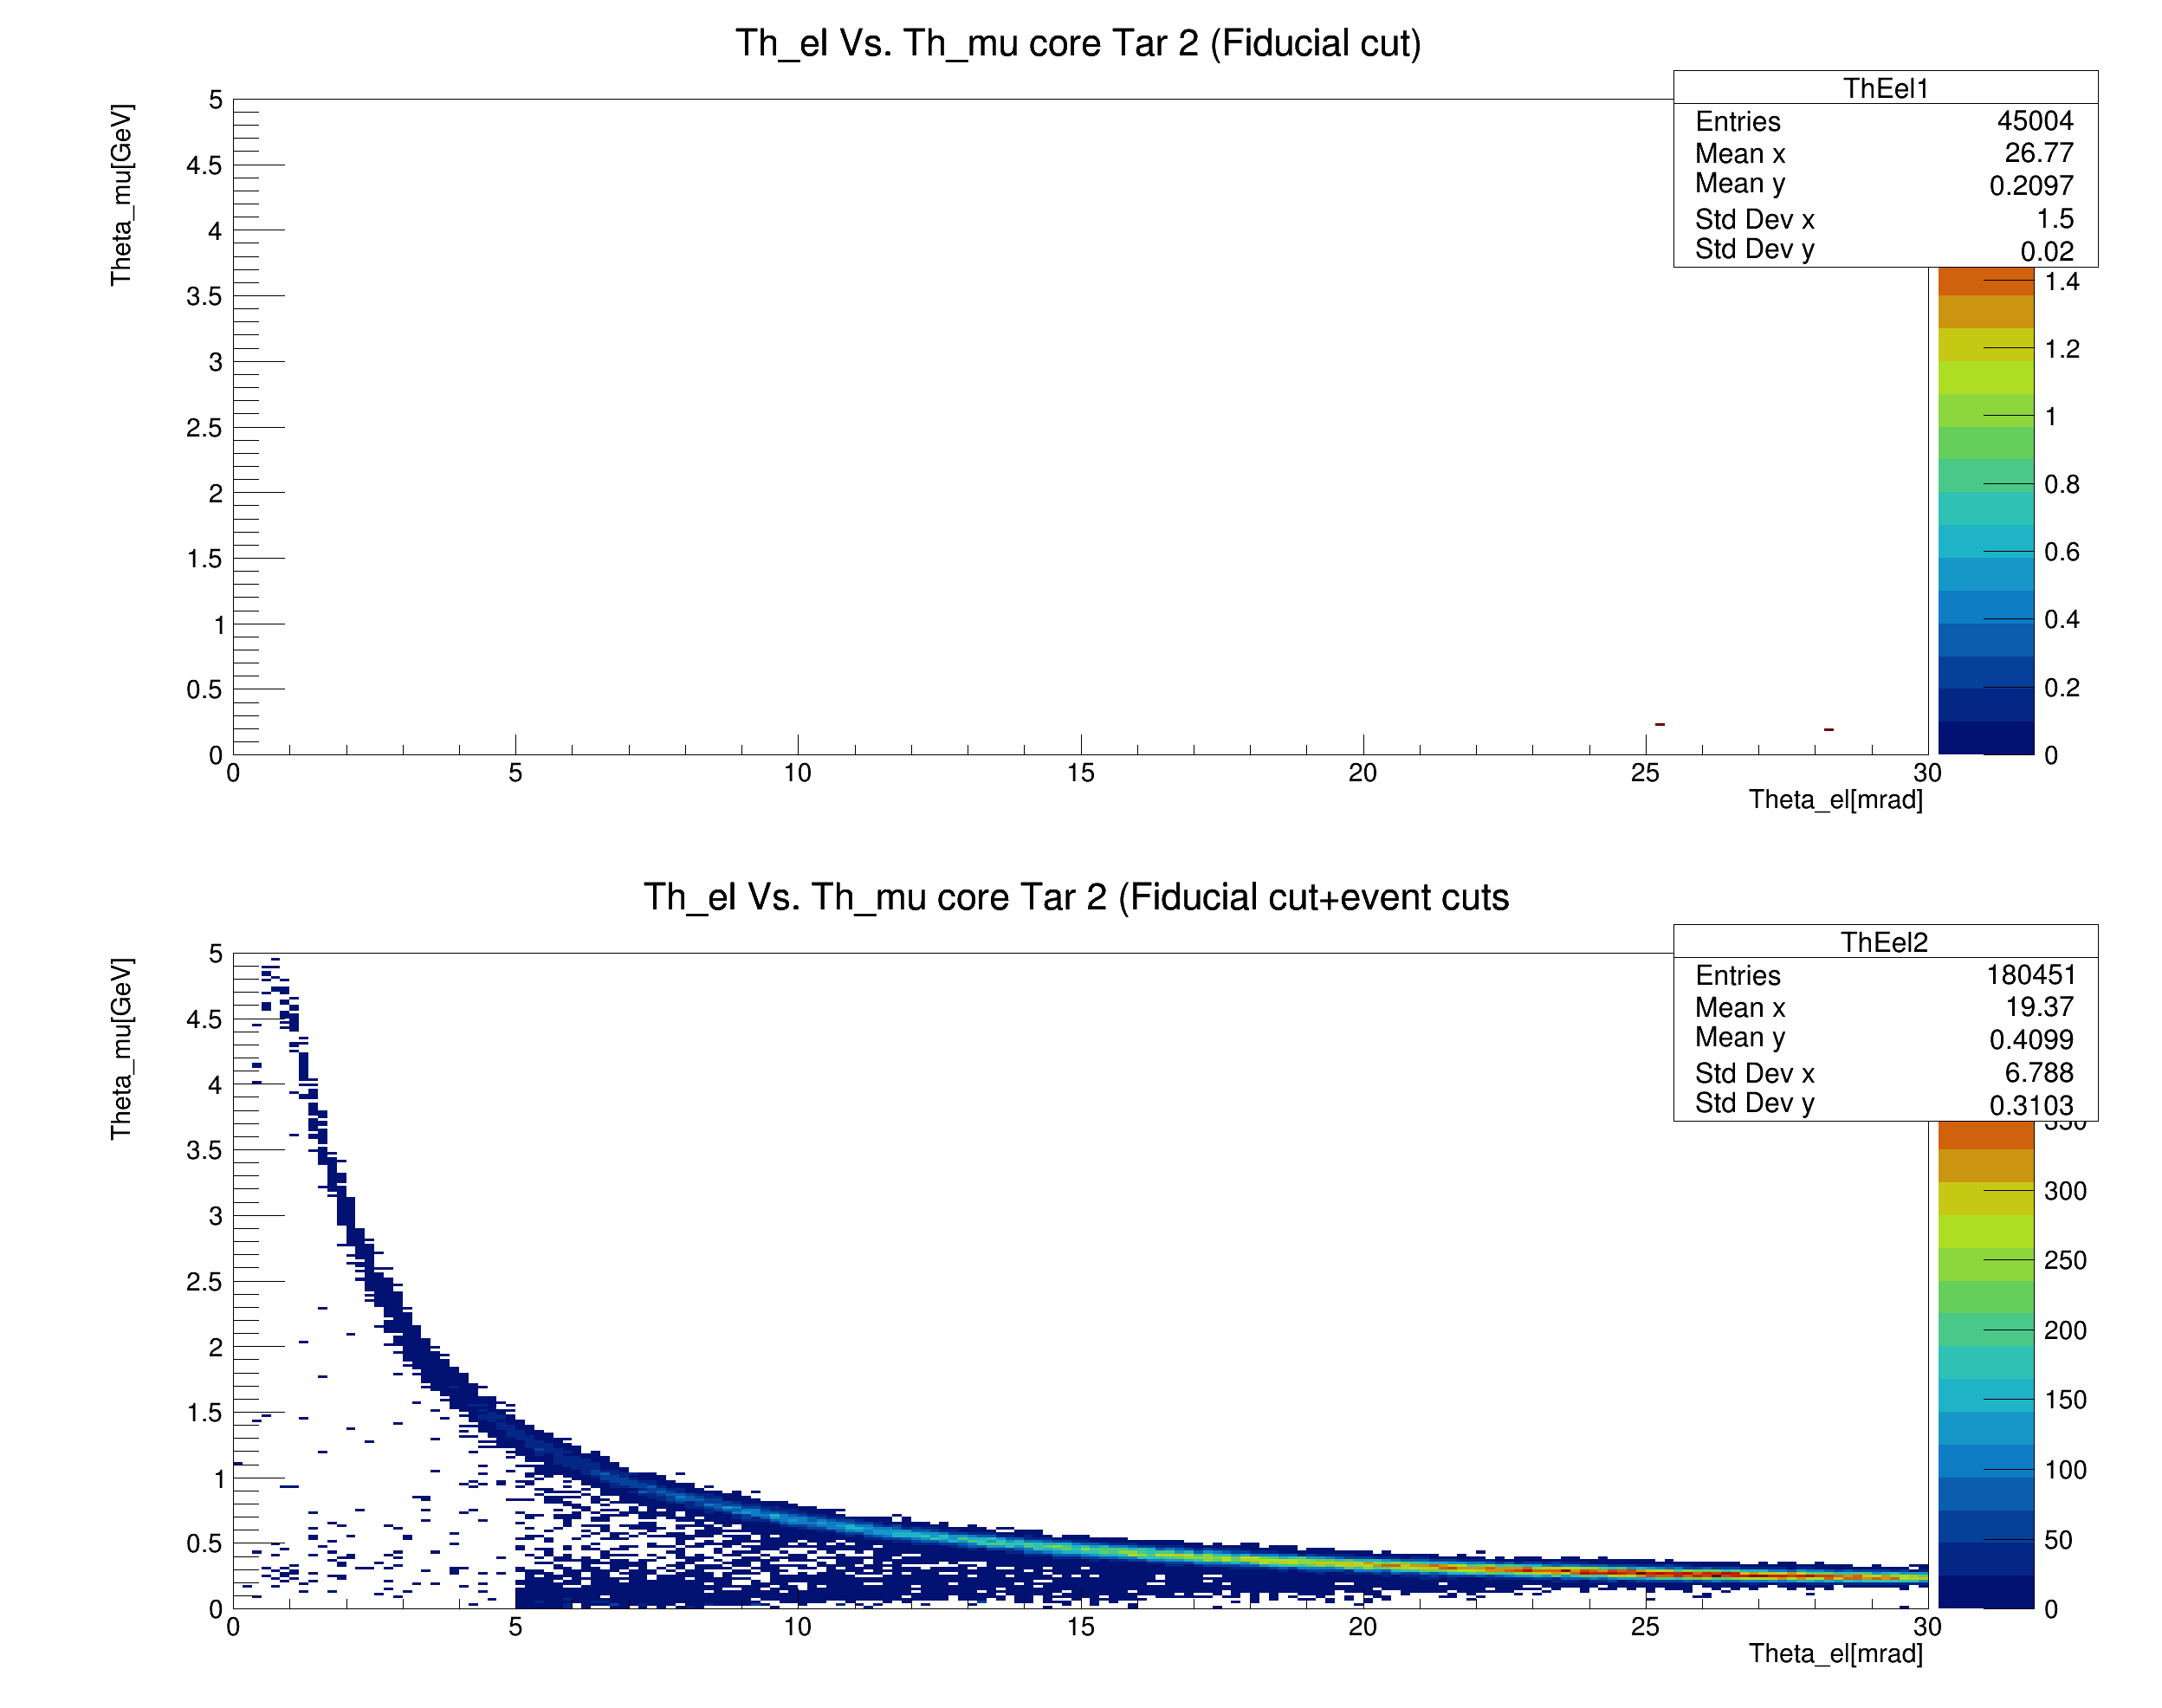 Th_el Vs. Th_mu core Tar 2 (Fiducial cut)
ThEel1
Entries 45004
Mean x 26.77
Mean y 0.2097
Std Dev x 1.5
Std Dev y 0.02
Theta_mu[GeV]
5
4.5
4
3.5
3
2.5
2
1.5
1
0.5
0
1.4
1.2
1
0.8
0.6
0.4
0.2
0
0 5 10 15 20 25 30
Theta_el[mrad]
Th_el Vs. Th_mu core Tar 2 (Fiducial cut+event cuts
ThEel2
Entries 180451
Mean x 19.37
Mean y 0.4099
Std Dev x 6.788
Std Dev y 0.3103
Theta_mu[GeV]
5
4.5
4
3.5
3
2.5
2
1.5
1
0.5
0
350
300
250
200
150
100
50
0
0 5 10 15 20 25 30
Theta_el[mrad]